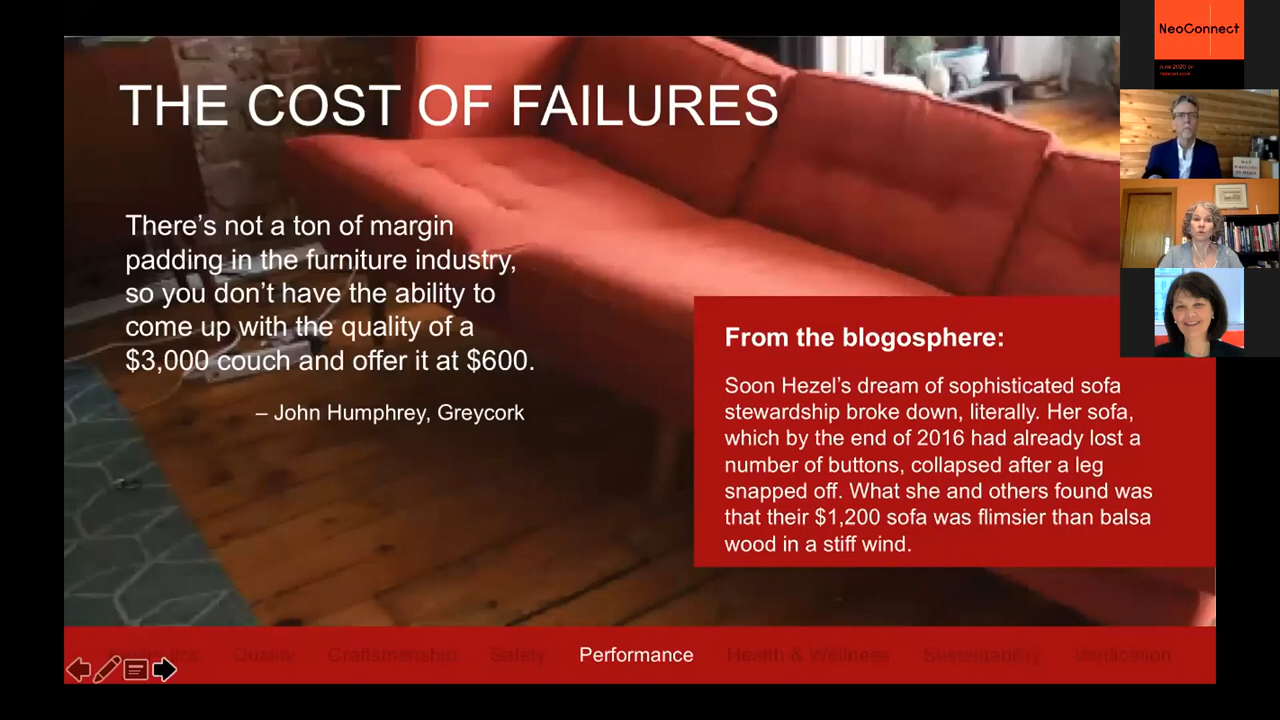 THE COST OF FAILURES
There’s not a ton of margin
padding in the furniture industry,
so you don’t have the ability to
come up with the quality of a
$3,000 couch and offer it at $600.
– John Humphrey, Greycork
From the blogosphere:
Soon Hezel’s dream of sophisticated sofa
stewardship broke down, literally. Her sofa,
which by the end of 2016 had already lost a
number of buttons, collapsed after a leg
snapped off. What she and others found was
that their $1,200 sofa was flimsier than balsa
wood in a stiff wind.
Quality Craftsmanship Safety Performance Health & Wellness Sustainability Verification
NeoConnect
June 2020 on